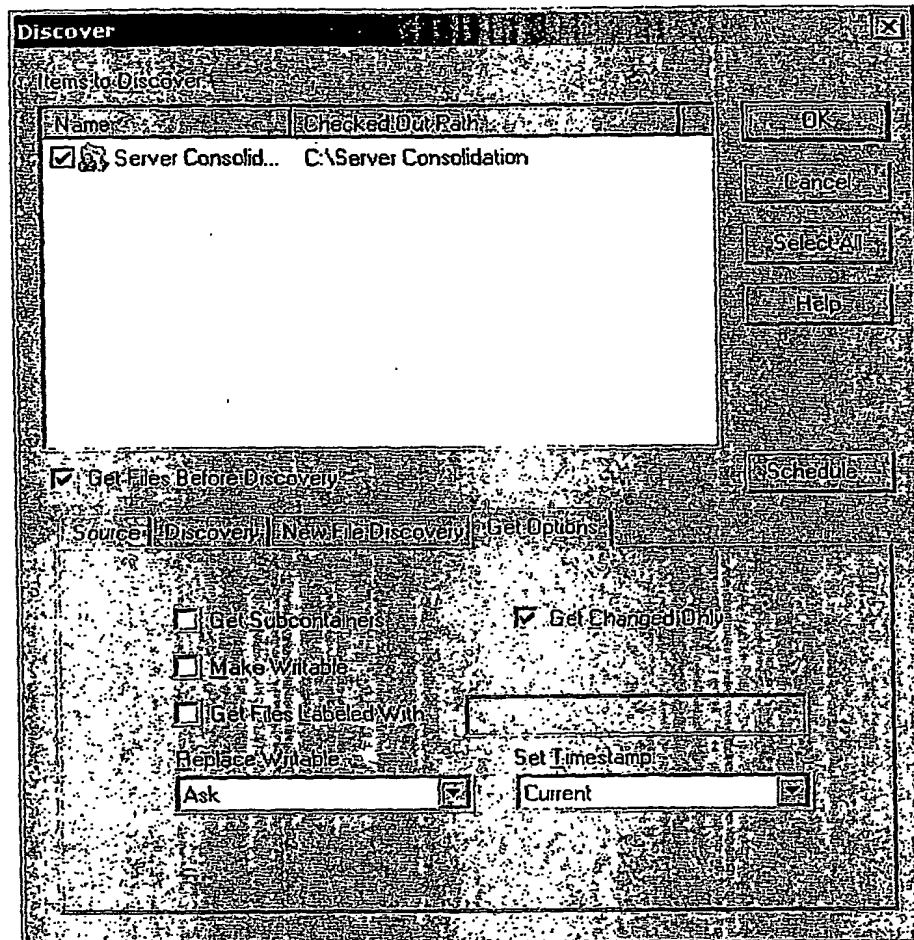 Discover
Items to Discover
Name Checked Out Path
Server Consolid... C:\Server Consolidation
OK
Cancel
Select All
Help
Get Files Before Discovery
Schedule...
Source Discovery New File Discovery Get Options
Get Subcontainers Get Changed Only
Make Writable
Get Files Labeled With
Replace Writable Set Timestamp
Ask Current